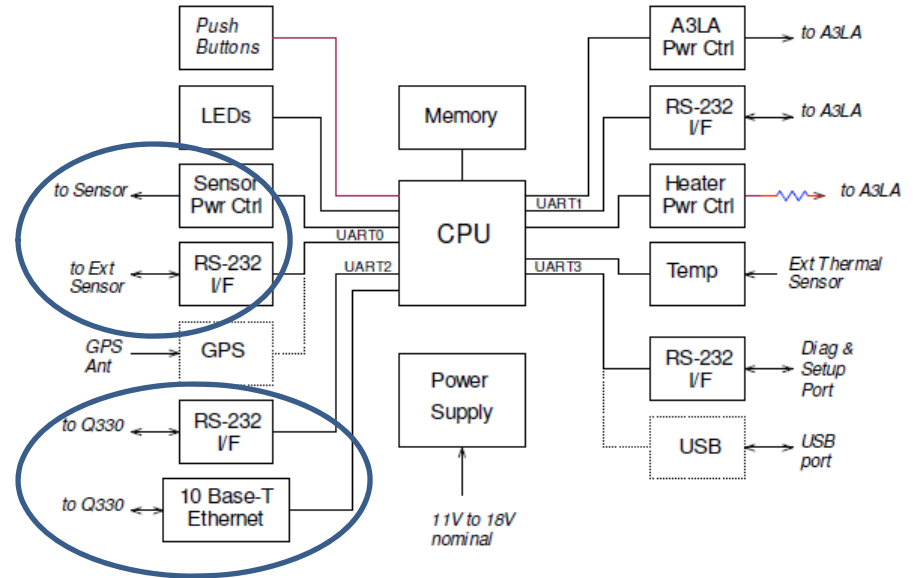 Push
Buttons
LEDs
to Sensor
Sensor
Pwr Ctrl
UART0
to Ext
Sensor
RS-232
I/F
UART2
GPS
Ant
GPS
to Q330
RS-232
I/F
to Q330
10 Base-T
Ethernet
Memory
CPU
Power
Supply
11V to 18V
nominal
A3LA
Pwr Ctrl
to A3LA
RS-232
I/F
to A3LA
UART1
Heater
Pwr Ctrl
to A3LA
UART3
Temp
Ext Thermal
Sensor
RS-232
I/F
Diag &
Setup
Port
USB
USB
port